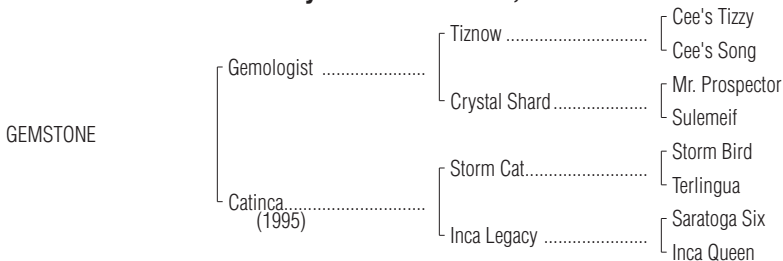 Cee's Tizzy
Tiznow ................................
Cee's Song
Gemologist .......................
Mr. Prospector
Crystal Shard.....................
Sulemeif
GEMSTONE
Storm Bird
Storm Cat...........................
Terlingua
Catinca...............................
(1995)
Saratoga Six
Inca Legacy .......................
Inca Queen